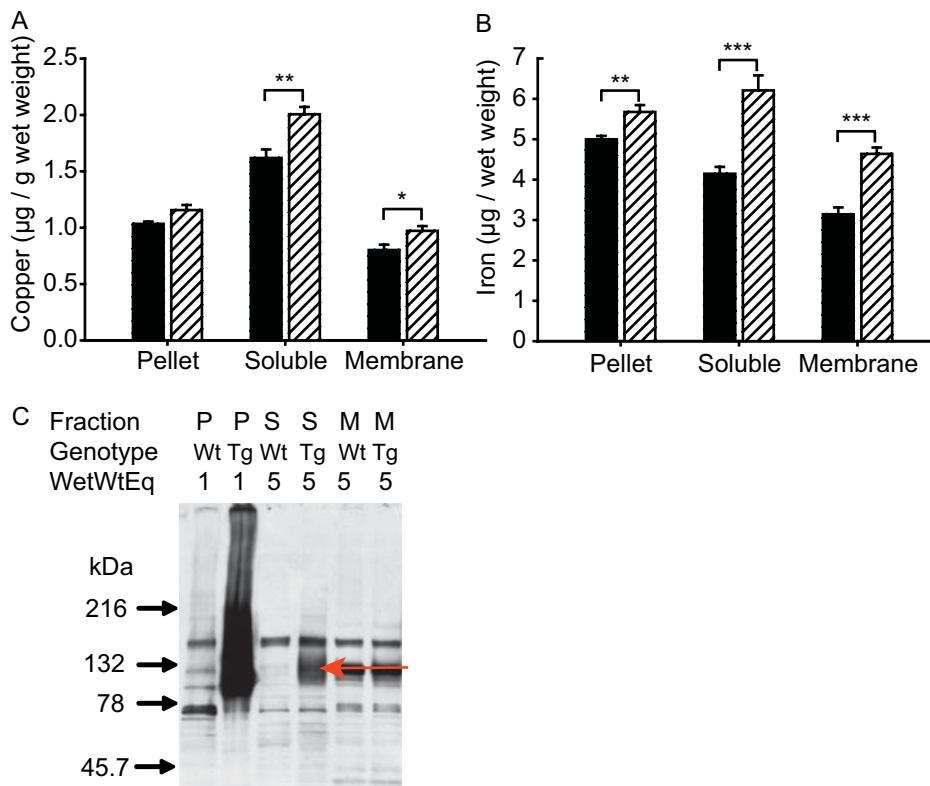 A
Copper (µg / g wet weight)
2.5
2.0
1.5
1.0
0.5
0.0
**
*
Pellet Soluble Membrane
B
Iron (µg / wet weight)
7
6
5
4
3
2
1
0
**
***
***
Pellet Soluble Membrane
C
Fraction P P S S M M
Genotype Wt Tg Wt Tg Wt Tg
WetWtEq 1 1 5 5 5 5
kDa
216
132
78
45.7